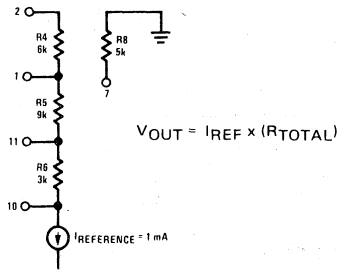 2
R4
6k
R8
5k
1
7
R5
9k
VOUT = IREF x (RTOTAL)
11
R6
3k
10
IREFERENCE = 1 mA